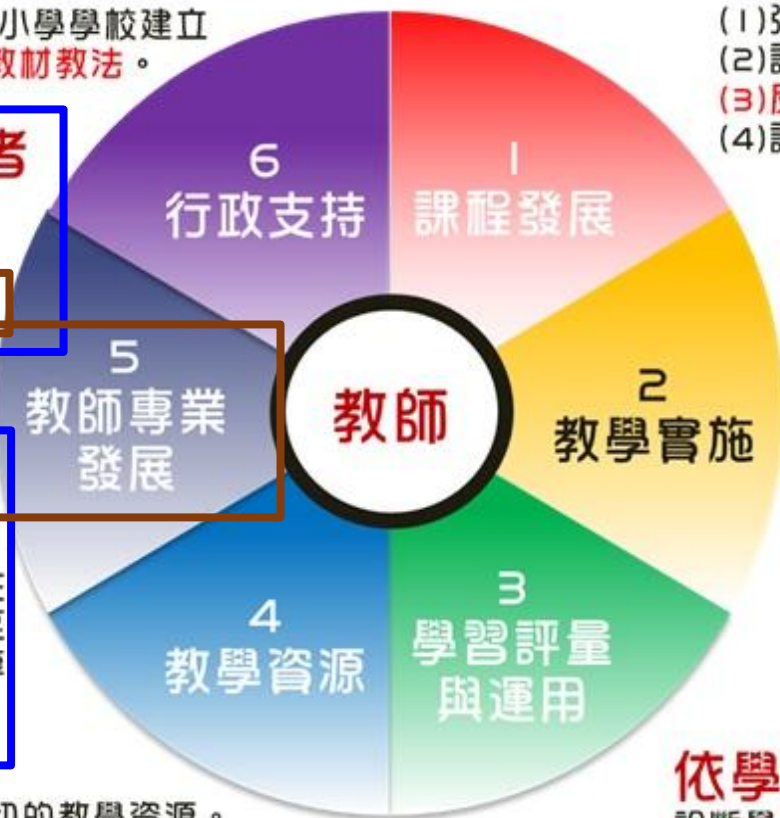 小學學校建立
教材教法。
者
(1)
(2)
(3)
(4)
6
行政支持
1
課程發展
5
教師專業
發展
教師
2
教學實施
4
教學資源
3
學習評量
與運用
依學
的教學資源。